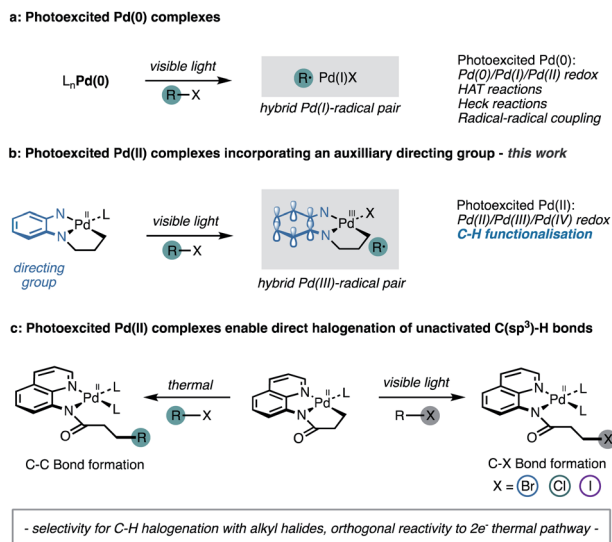 a: Photoexcited Pd(0) complexes
LnPd(0)
visible light
R–X
R• Pd(I)X
hybrid Pd(I)-radical pair
Photoexcited Pd(0):
Pd(0)/Pd(I)/Pd(II) redox
HAT reactions
Heck reactions
Radical-radical coupling
b: Photoexcited Pd(II) complexes incorporating an auxilliary directing group - this work
N
N
II
Pd
L
directing
group
visible light
R–X
N
N
III
Pd
X
R•
hybrid Pd(III)-radical pair
Photoexcited Pd(II):
Pd(II)/Pd(III)/Pd(IV) redox
C-H functionalisation
c: Photoexcited Pd(II) complexes enable direct halogenation of unactivated C(sp3)-H bonds
N
N
II
Pd
L
L
O
R
C-C Bond formation
thermal
R–X
N
N
II
Pd
L
O
visible light
R–X
N
N
II
Pd
L
L
O
X
C-X Bond formation
X = Br Cl I
- selectivity for C-H halogenation with alkyl halides, orthogonal reactivity to 2e- thermal pathway -